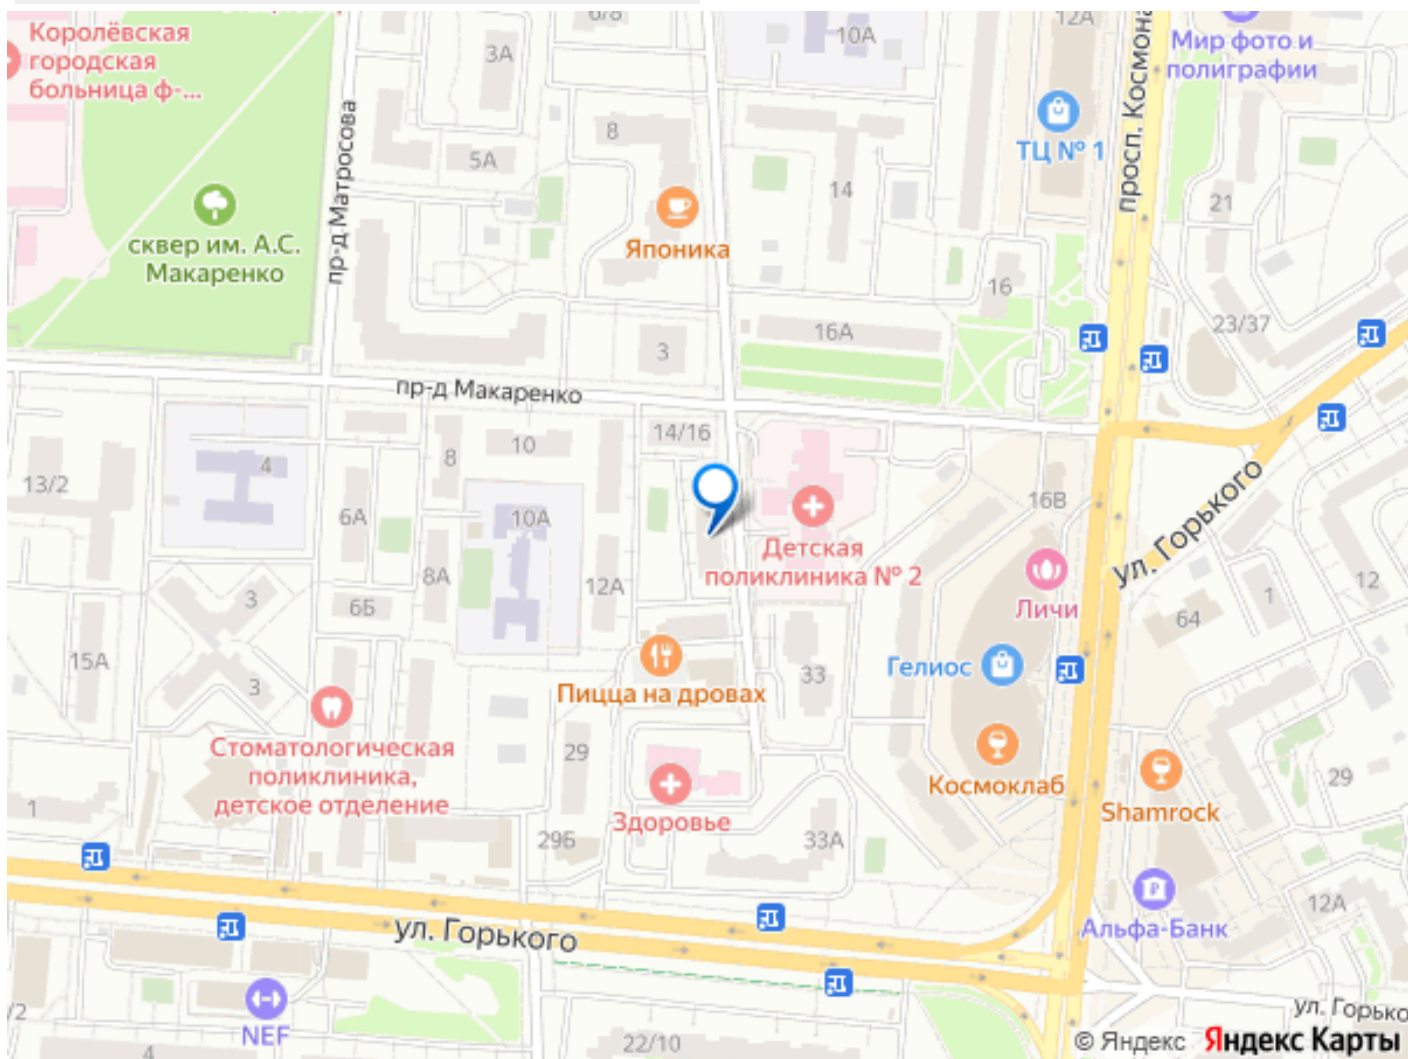 6/8
12А
Королёвская
городская
больница ф-...
3А
10А
просп. Космона
Мир фото и
полиграфии
пр-д Матросова
8
ТЦ № 1
5А
14
21
сквер им. А.С.
Макаренко
Японика
16
16А
23/37
3
пр-д Макаренко
14/16
8
10
4
13/2
16В
6А
10А
ул. Горького
Детская
поликлиника № 2
8А
12А
Личи
12
1
3
6Б
64
15А
Гелиос
33
3
Пицца на дровах
Стоматологическая
поликлиника,
детское отделение
29
29
Космоклаб
1
Здоровье
Shamrock
29Б
33А
12А
ул. Горького
Альфа-Банк
/2
NEF
ул. Горько
22/10
4
© Яндекс Яндекс Карты